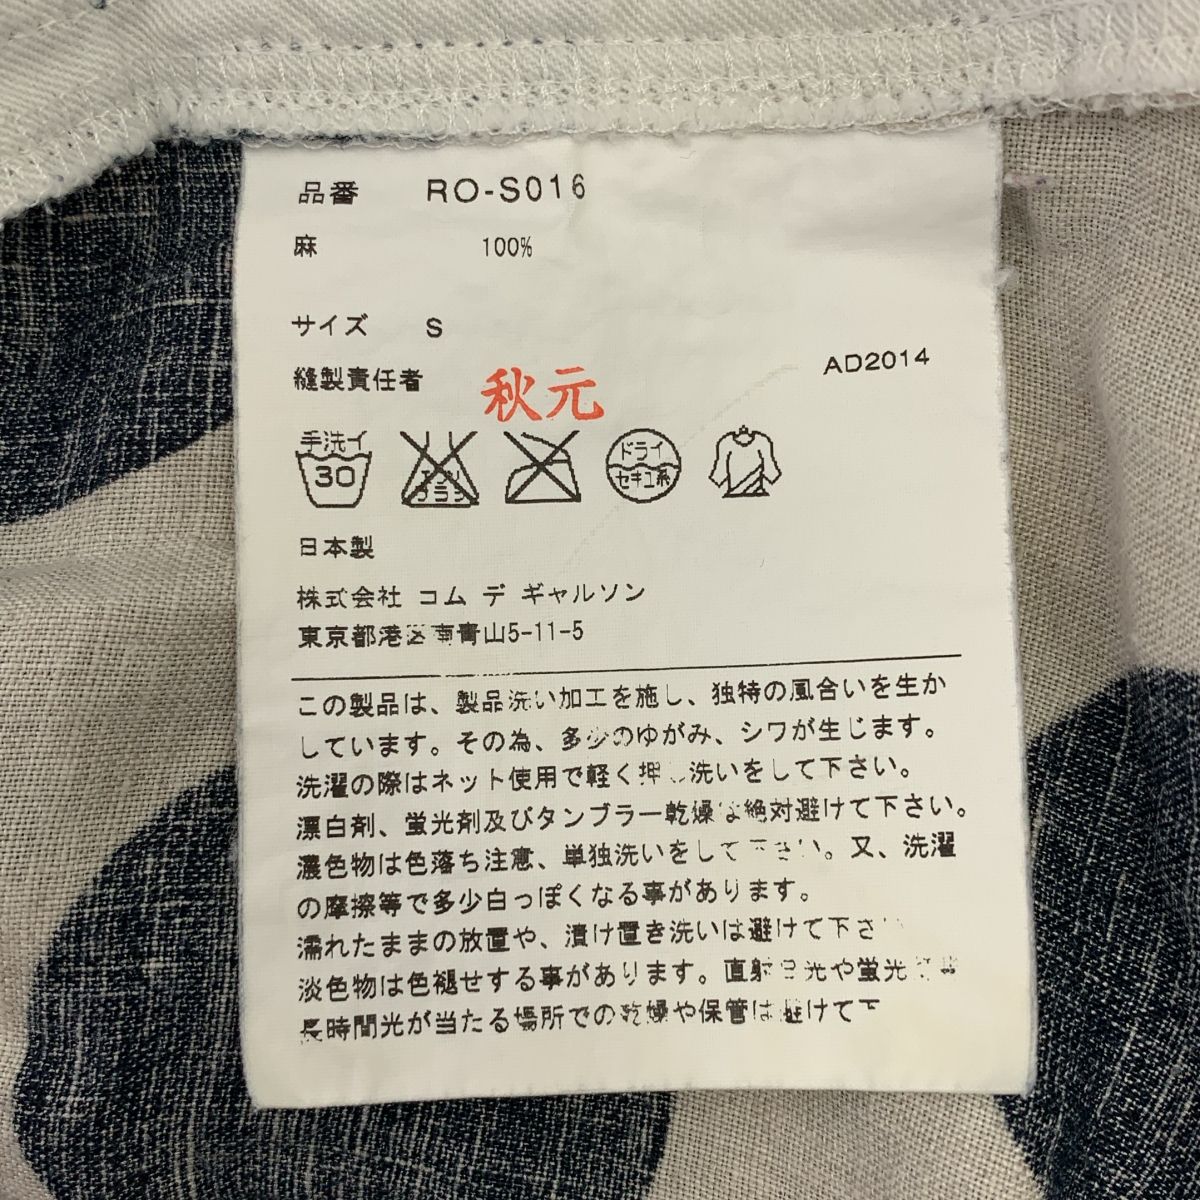 品番 RO-S016
麻 100%
サイズ S
AD2014
縫製責任者 秋元
手洗イ 30 エンソ サラシ ドライ セキユ系
日本製
株式会社 コム デ ギャルソン
東京都港区南青山5-11-5
この製品は、製品洗い加工を施し、独特の風合いを生か
しています。その為、多少のゆがみ、シワが生じます。
洗濯の際はネット使用で軽く押し洗いをして下さい。
漂白剤、蛍光剤及びタンブラー乾燥は絶対避けて下さい。
濃色物は色落ち注意、単独洗いをして下さい。又、洗濯
の摩擦等で多少白っぽくなる事があります。
濡れたままの放置や、漬け置き洗いは避けて下さ
淡色物は色褪せする事があります。直射日光や蛍光
長時間光が当たる場所での乾燥や保管は避けて下